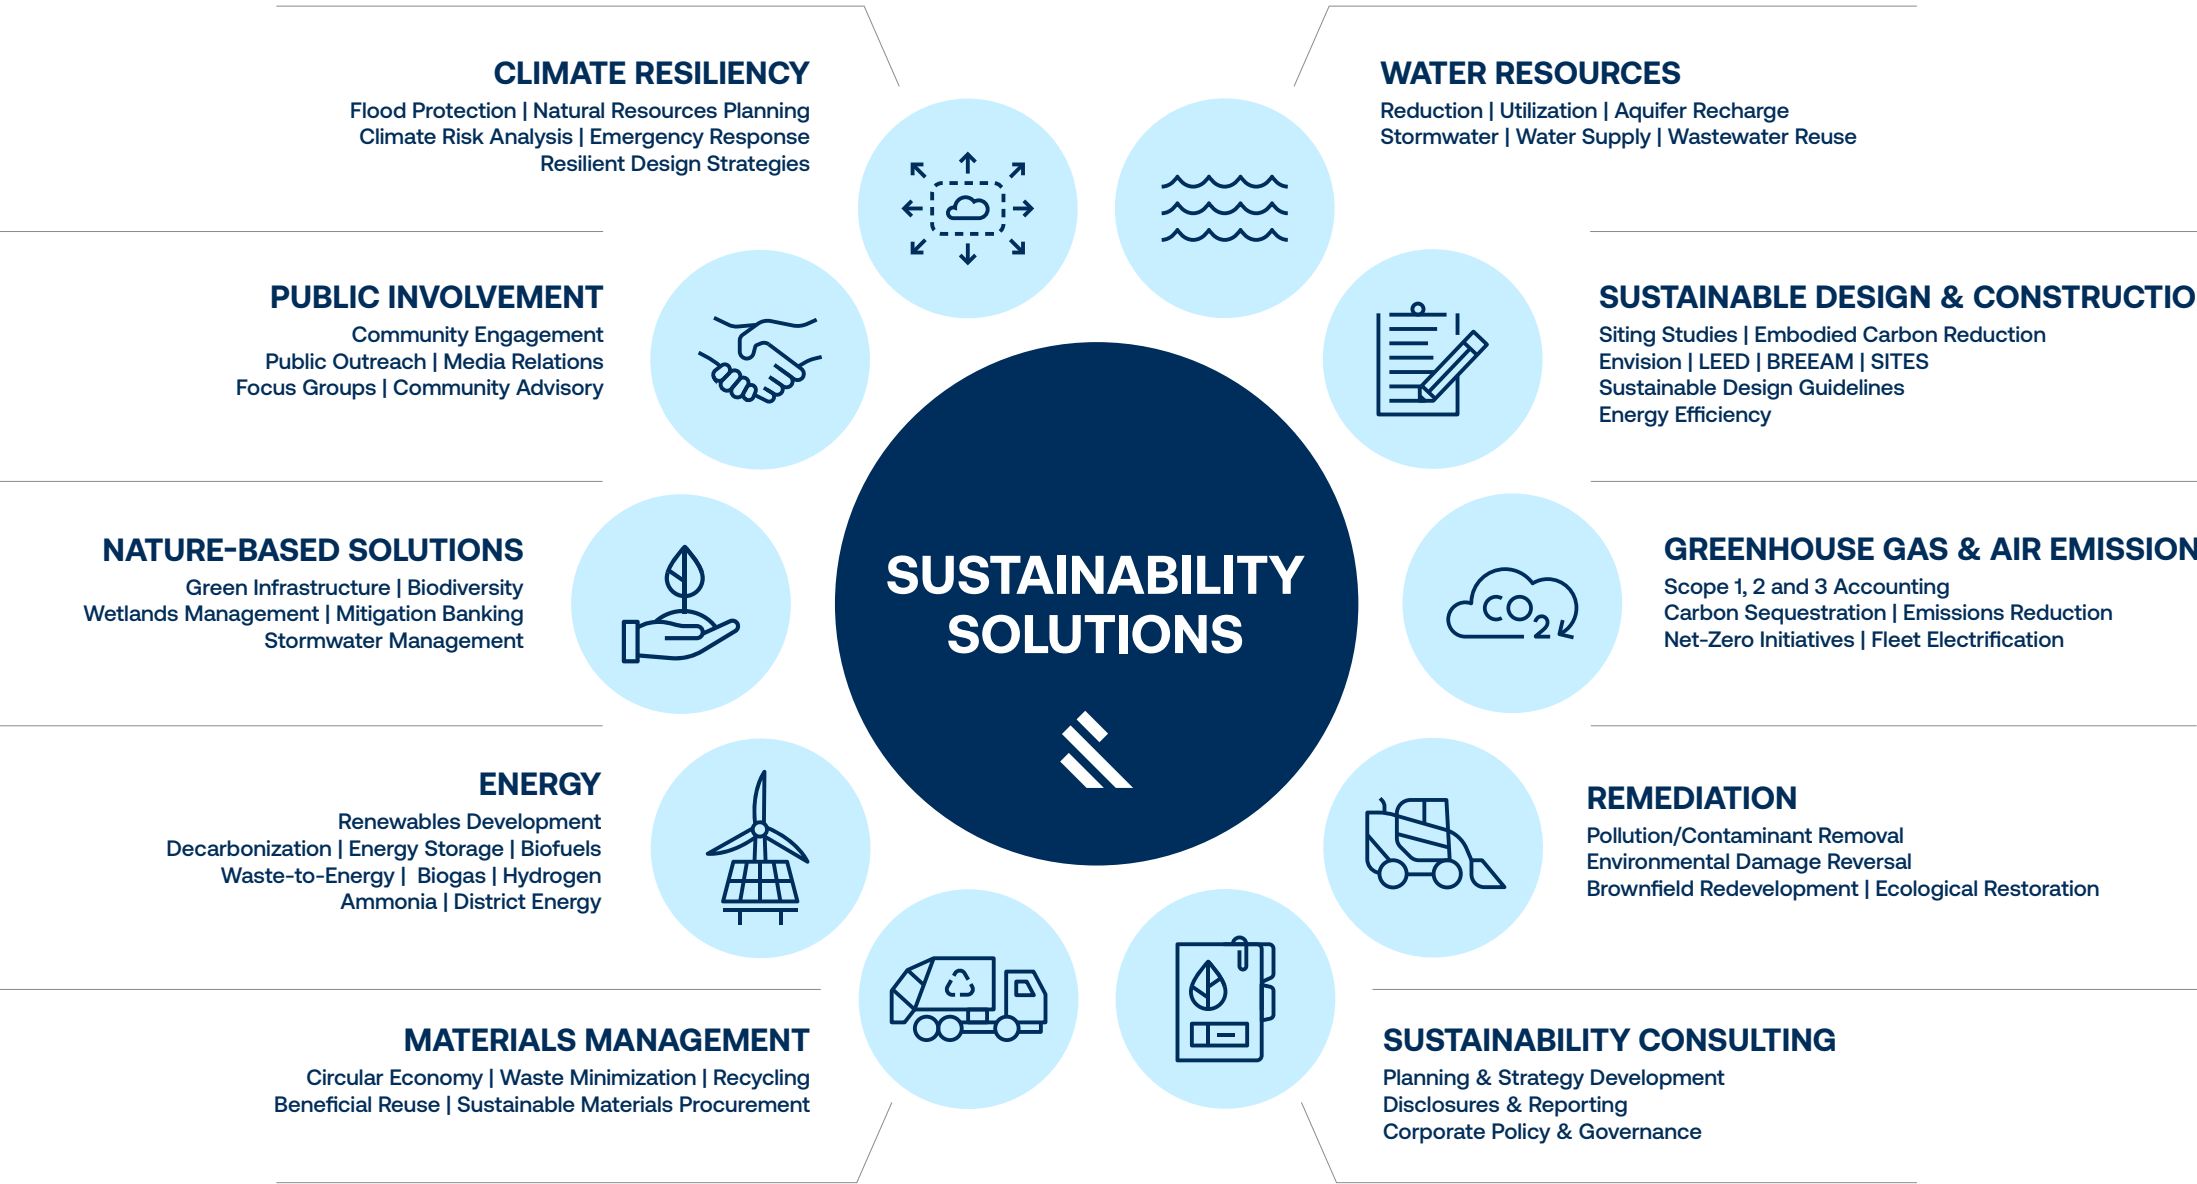 CLIMATE RESILIENCY
Flood Protection | Natural Resources Planning
Climate Risk Analysis | Emergency Response
Resilient Design Strategies
WATER RESOURCES
Reduction | Utilization | Aquifer Recharge
Stormwater | Water Supply | Wastewater Reuse
PUBLIC INVOLVEMENT
Community Engagement
Public Outreach | Media Relations
Focus Groups | Community Advisory
SUSTAINABLE DESIGN & CONSTRUCTIO
Siting Studies | Embodied Carbon Reduction
Envision | LEED | BREEAM | SITES
Sustainable Design Guidelines
Energy Efficiency
NATURE-BASED SOLUTIONS
Green Infrastructure | Biodiversity
Wetlands Management | Mitigation Banking
Stormwater Management
SUSTAINABILITY
SOLUTIONS
CO2
GREENHOUSE GAS & AIR EMISSION
Scope 1, 2 and 3 Accounting
Carbon Sequestration | Emissions Reduction
Net-Zero Initiatives | Fleet Electrification
ENERGY
Renewables Development
Decarbonization | Energy Storage | Biofuels
Waste-to-Energy | Biogas | Hydrogen
Ammonia | District Energy
REMEDIATION
Pollution/Contaminant Removal
Environmental Damage Reversal
Brownfield Redevelopment | Ecological Restoration
MATERIALS MANAGEMENT
Circular Economy | Waste Minimization | Recycling
Beneficial Reuse | Sustainable Materials Procurement
SUSTAINABILITY CONSULTING
Planning & Strategy Development
Disclosures & Reporting
Corporate Policy & Governance